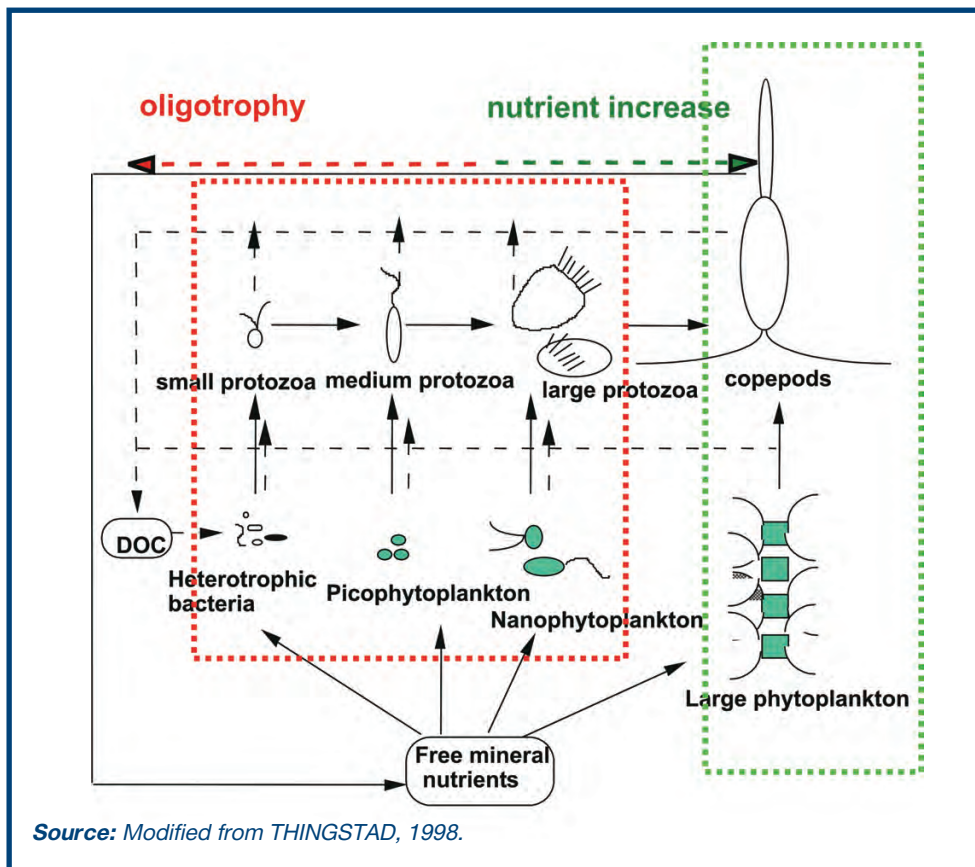 oligotrophy
nutrient increase
small protozoa
medium protozoa
large protozoa
copepods
DOC
Heterotrophic
bacteria
Picophytoplankton
Nanophytoplankton
Large phytoplankton
Free mineral
nutrients
Source: Modified from THINGSTAD, 1998.